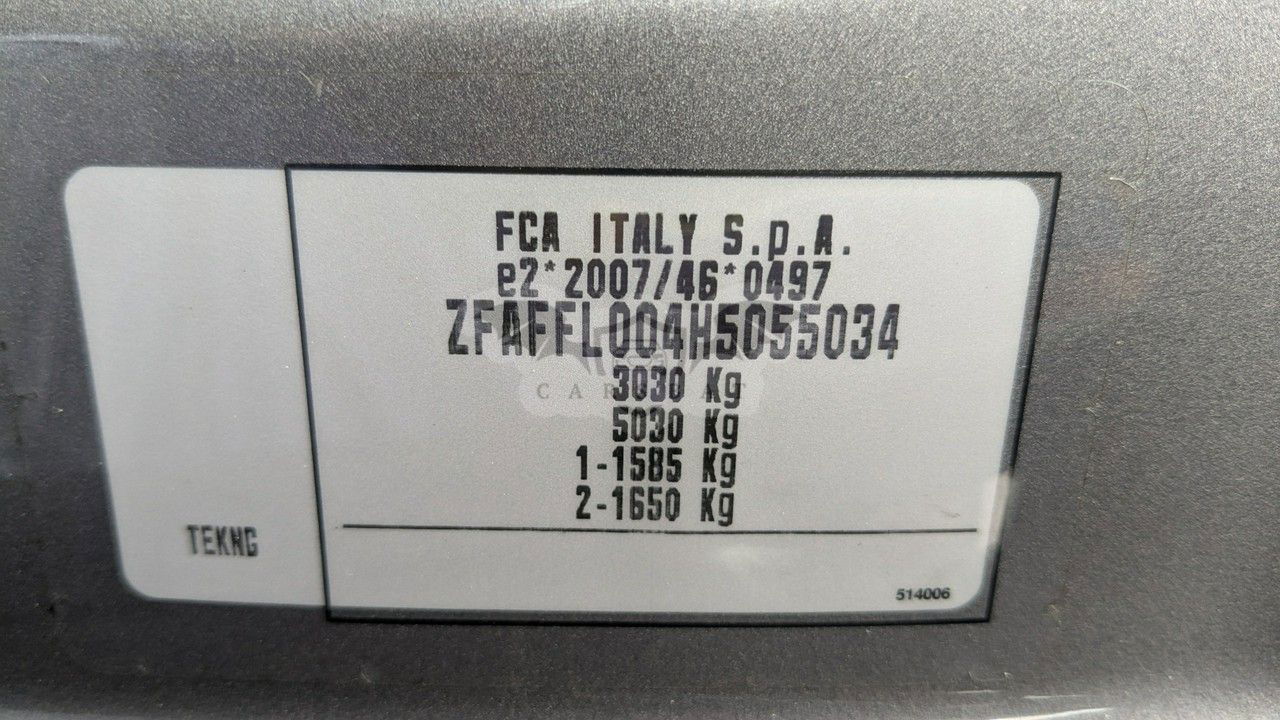 FCA ITALY S.p.A.
e2*2007/46*0497
ZFAFFL004H5055034
3030 Kg
5030 Kg
1-1585 Kg
2-1650 Kg
TEKNG
514006